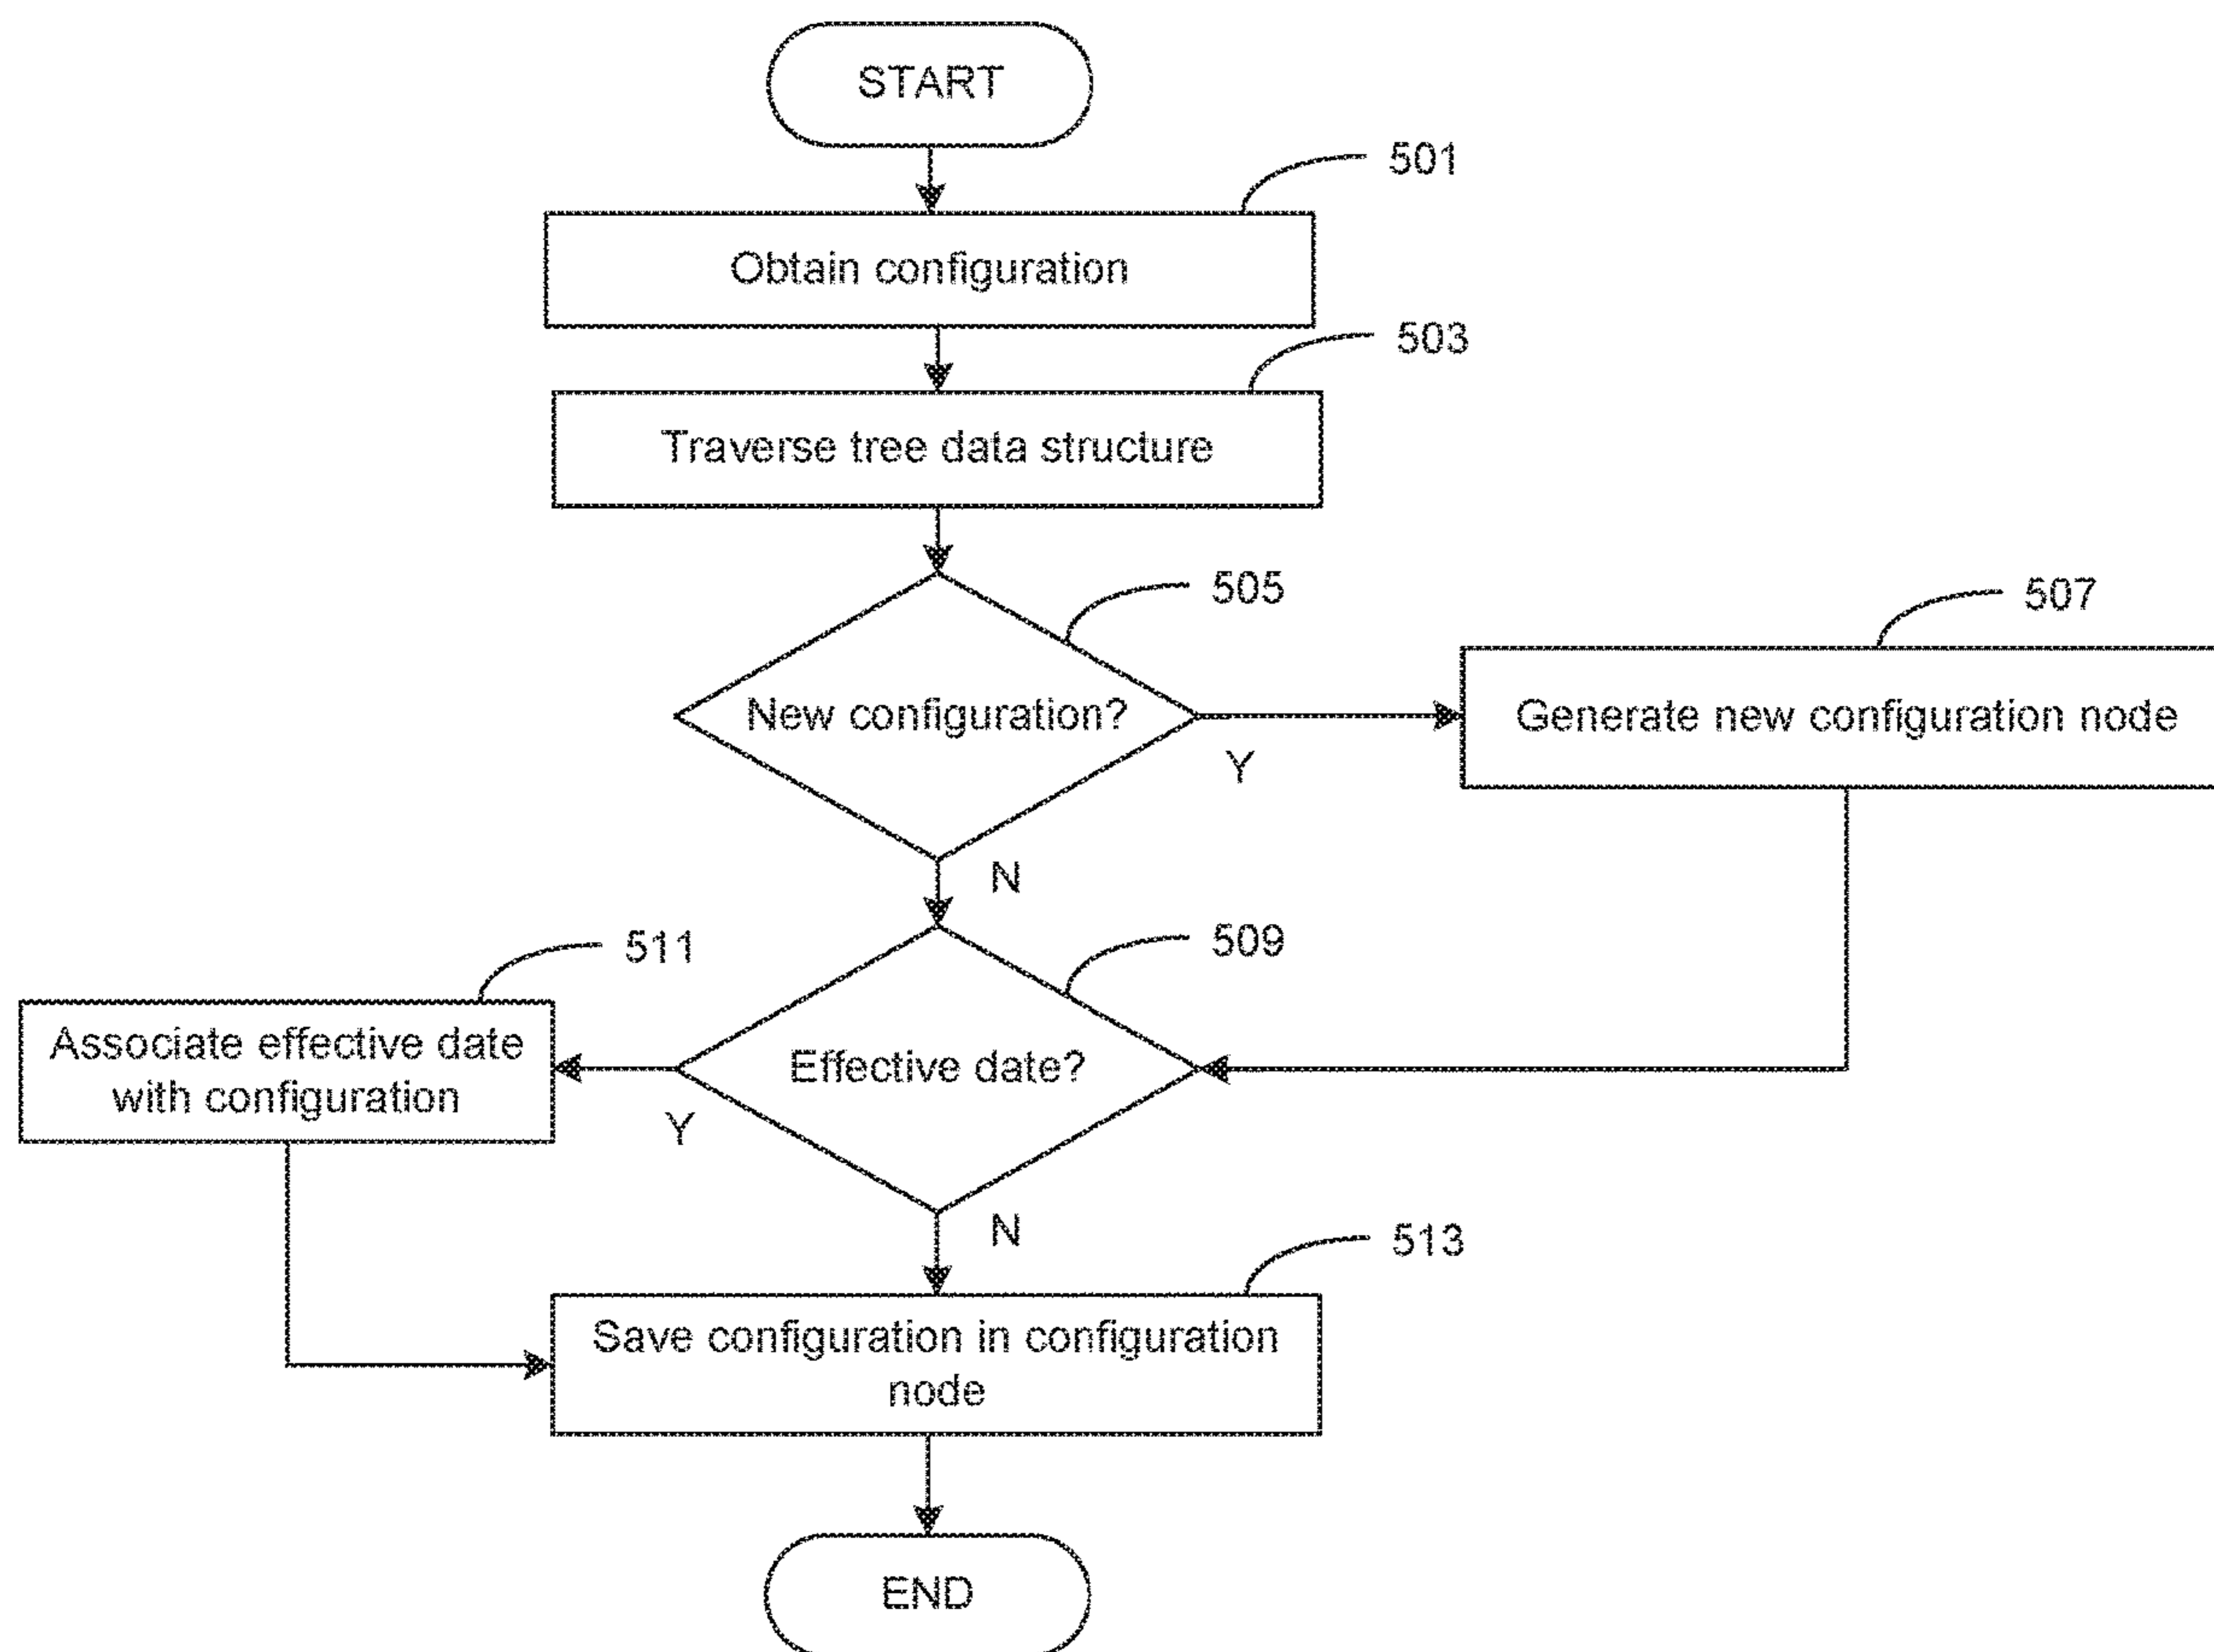 START
501
Obtain configuration
503
Traverse tree data structure
505
New configuration?
Y
507
Generate new configuration node
N
509
Effective date?
511
Associate effective date
with configuration
Y
N
513
Save configuration in configuration
node
END